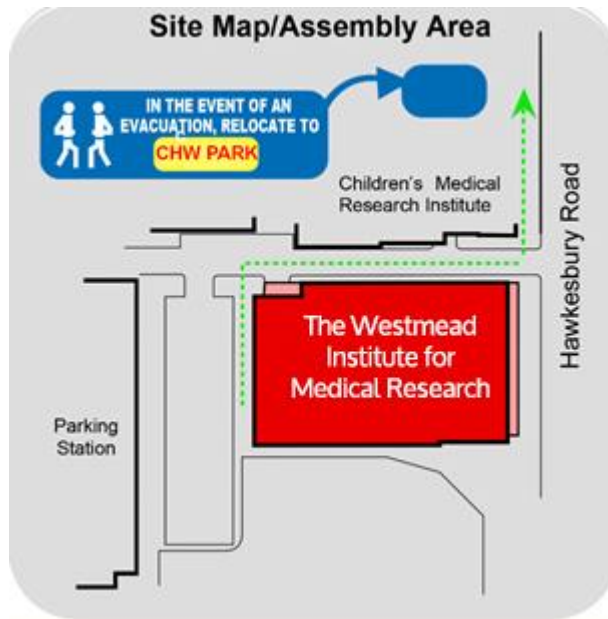 Site Map/Assembly Area
IN THE EVENT OF AN
EVACUATION, RELOCATE TO
CHW PARK
Children's Medical
Research Institute
Hawkesbury Road
The Westmead
Institute for
Medical Research
Parking
Station